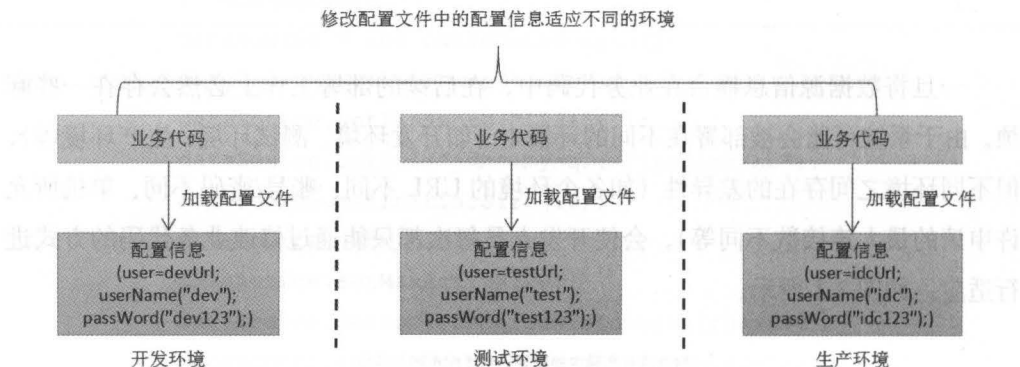 修改配置文件中的配置信息适应不同的环境
业务代码
业务代码
业务代码
加载配置文件
加载配置文件
加载配置文件
配置信息
(user=devUrl;
userName("dev");
passWord("dev123");)
配置信息
(user=testUrl;
userName("test");
passWord("test123");)
配置信息
(user=idcUrl;
userName("idc");
passWord("idc123");)
开发环境
测试环境
生产环境